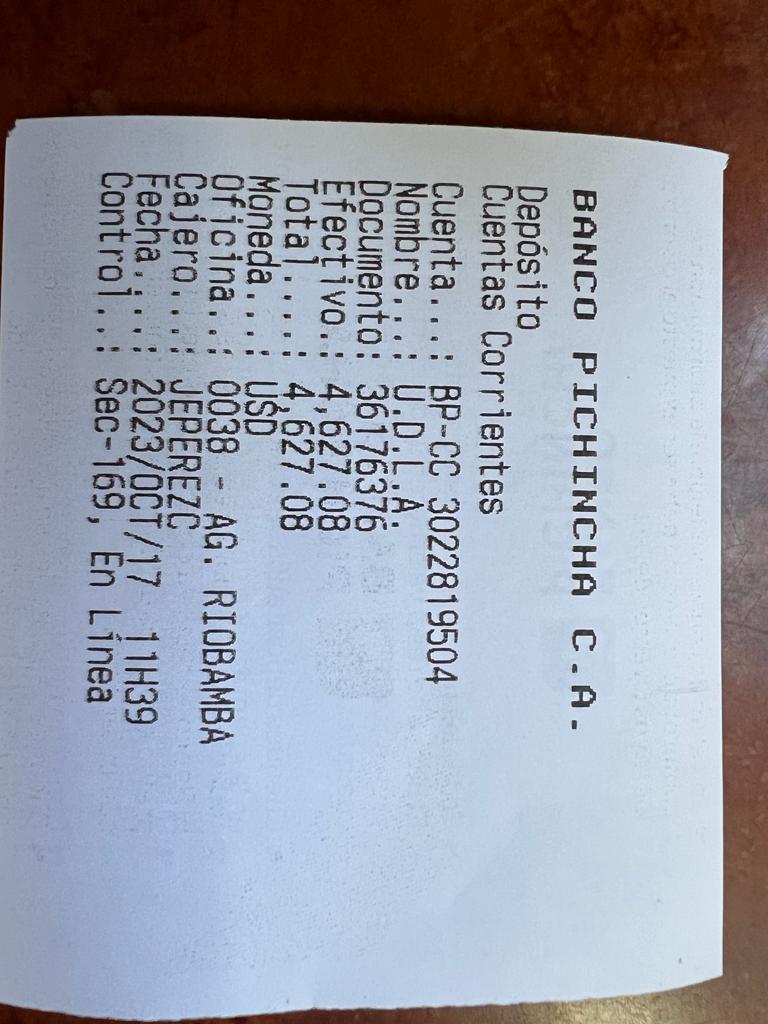 BANCO PICHINCHA C.A.
Depósito
Cuentas Corrientes
Cuenta...: BP-CC 3022819504
Nombre...: U.D.L.A.
Documento: 36176376
Efectivo.: 4,627.08
Total....: 4,627.08
Moneda...: USD
Oficina..: 0038 - AG. RIOBAMBA
Cajero...: JEPEREZC
Fecha....: 2023/OCT/17 11H39
Control..: Sec-169, En Línea